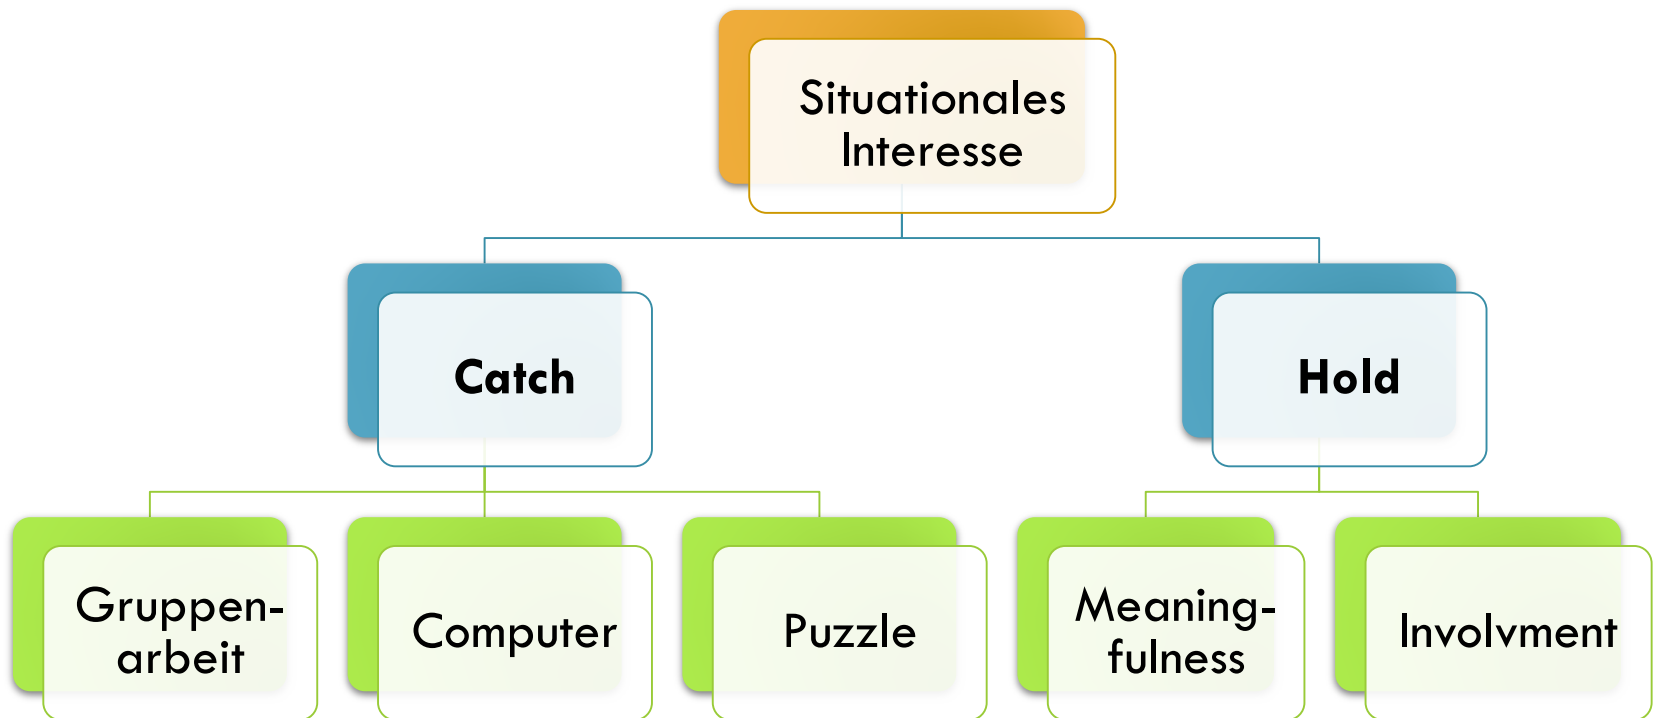 Situationales
Interesse
Catch
Hold
Gruppen-
arbeit
Computer
Puzzle
Meaning-
fulness
Involvment